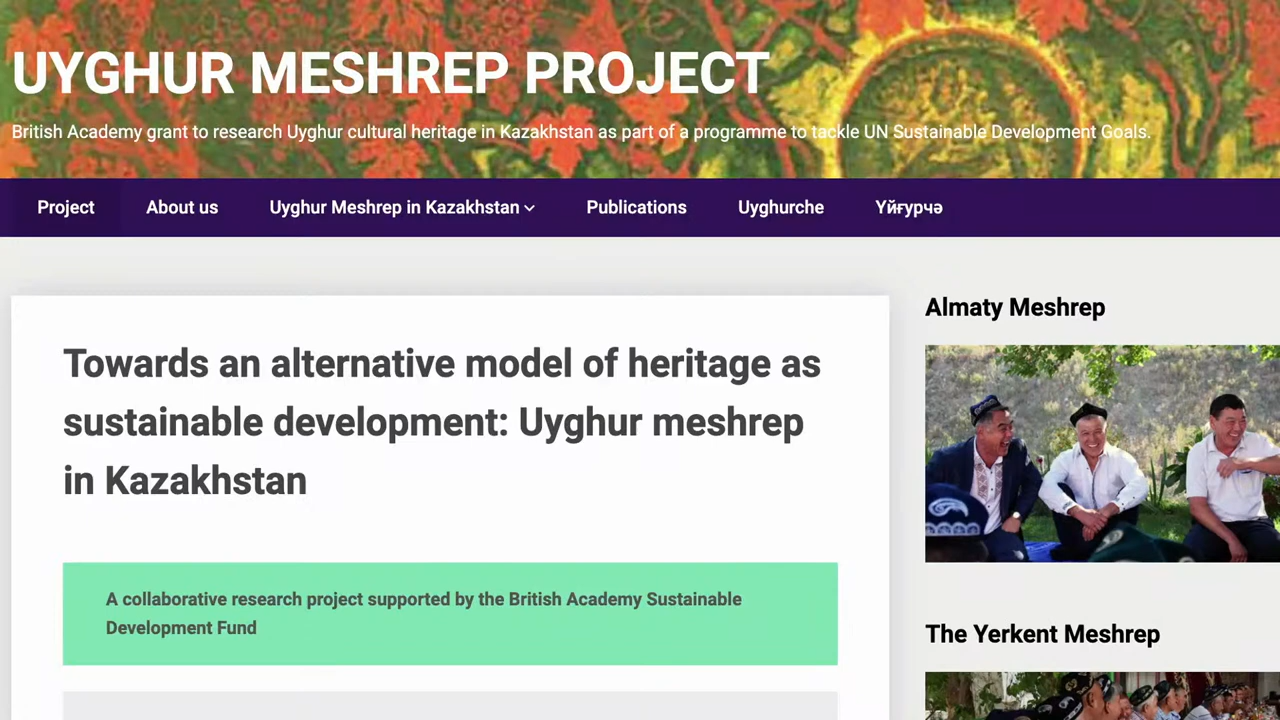 UYGHUR MESHREP PROJECT
British Academy grant to research Uyghur cultural heritage in Kazakhstan as part of a programme to tackle UN Sustainable Development Goals.
Project
About us
Uyghur Meshrep in Kazakhstan
Publications
Uyghurche
Үйғурчә
Towards an alternative model of heritage as
sustainable development: Uyghur meshrep
in Kazakhstan
A collaborative research project supported by the British Academy Sustainable
Development Fund
Almaty Meshrep
The Yerkent Meshrep